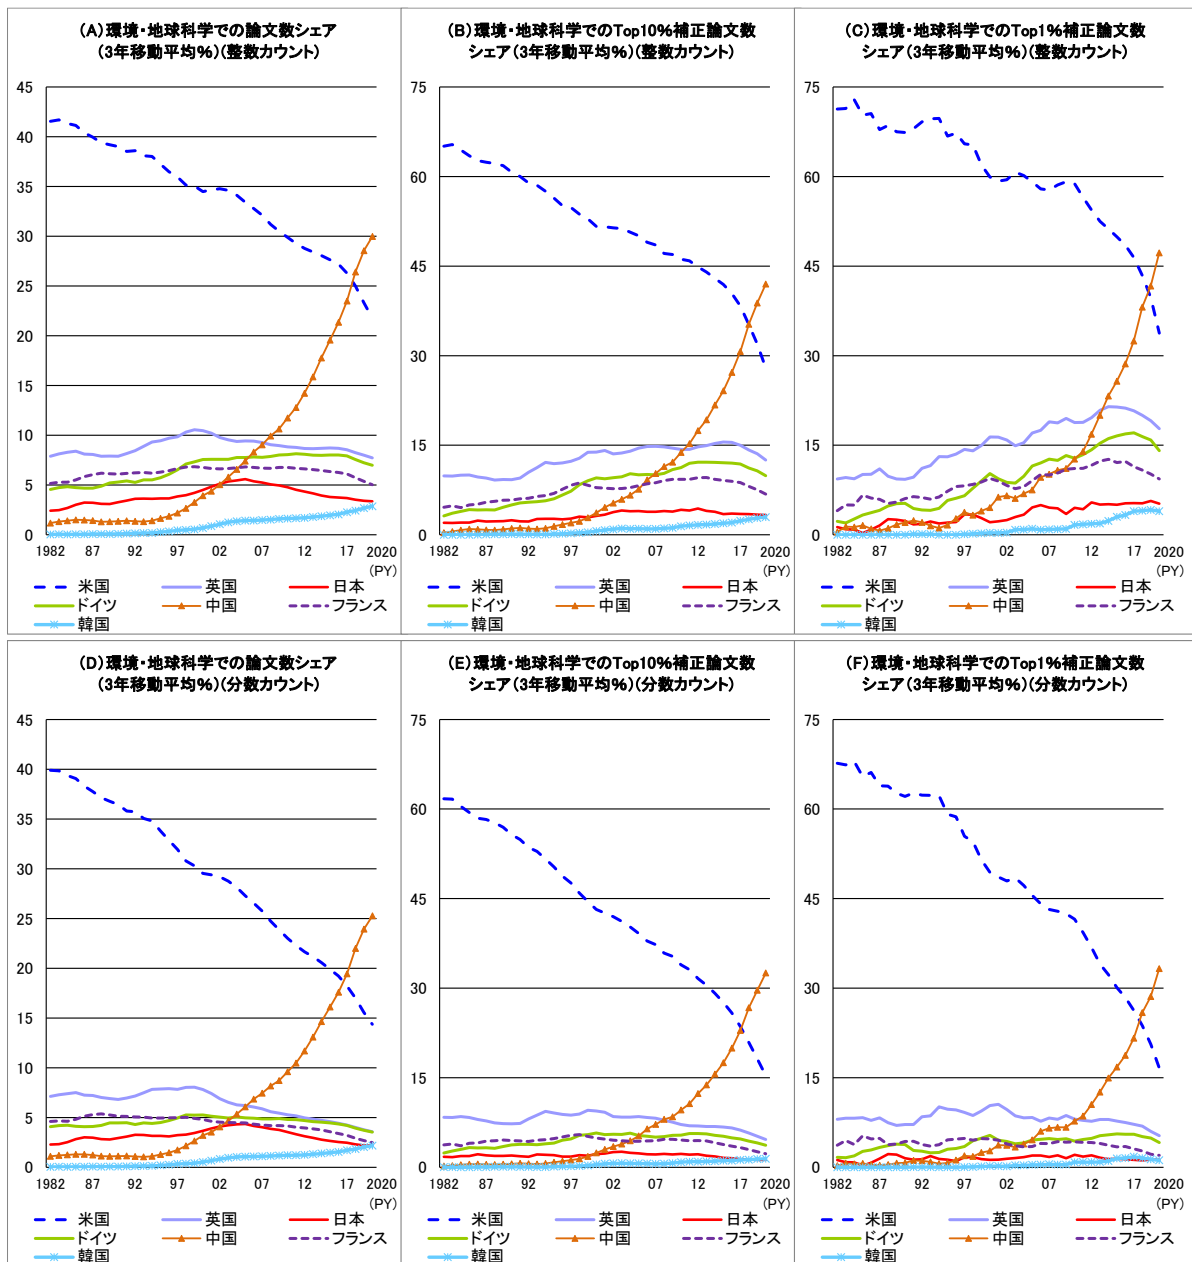 (A)環境・地球科学での論文数シェア
(3年移動平均%)(整数カウント)
45
40
35
30
25
20
15
10
5
0
1982 87 97 02 07 12 17 2020
(PY)
米国 英国 日本
ドイツ 中国 フランス
韓国
(B)環境・地球科学でのTop10%補正論文数
シェア(3年移動平均%)(整数カウント)
75
60
45
30
15
0
1982 87 97 02 07 12 17 2020
(PY)
米国 英国 日本
ドイツ 中国 フランス
韓国
(C)環境・地球科学でのTop1%補正論文数
シェア(3年移動平均%)(整数カウント)
75
60
45
30
15
0
1982 87 97 02 07 12 17 2020
(PY)
米国 英国 日本
ドイツ 中国 フランス
韓国
(D)環境・地球科学での論文数シェア
(3年移動平均%)(分数カウント)
45
40
35
30
25
20
15
10
5
0
1982 87 97 02 07 12 17 2020
(PY)
米国 英国 日本
ドイツ 中国 フランス
韓国
(E)環境・地球科学でのTop10%補正論文数
シェア(3年移動平均%)(分数カウント)
75
60
45
30
15
0
1982 87 97 02 07 12 17 2020
(PY)
米国 英国 日本
ドイツ 中国 フランス
韓国
(F)環境・地球科学でのTop1%補正論文数
シェア(3年移動平均%)(分数カウント)
75
60
45
30
15
0
1982 87 97 02 07 12 17 2020
(PY)
米国 英国 日本
ドイツ 中国 フランス
韓国